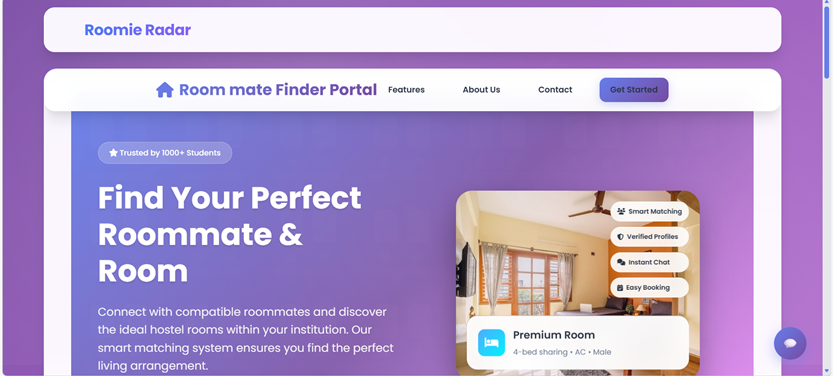 Roomie Radar
Room mate Finder Portal
Features
About Us
Contact
Get Started
Trusted by 1000+ Students
Find Your Perfect
Roommate &
Room
Connect with compatible roommates and discover
the ideal hostel rooms within your institution. Our
smart matching system ensures you find the perfect
living arrangement.
Smart Matching
Verified Profiles
Instant Chat
Easy Booking
Premium Room
4-bed sharing • AC • Male